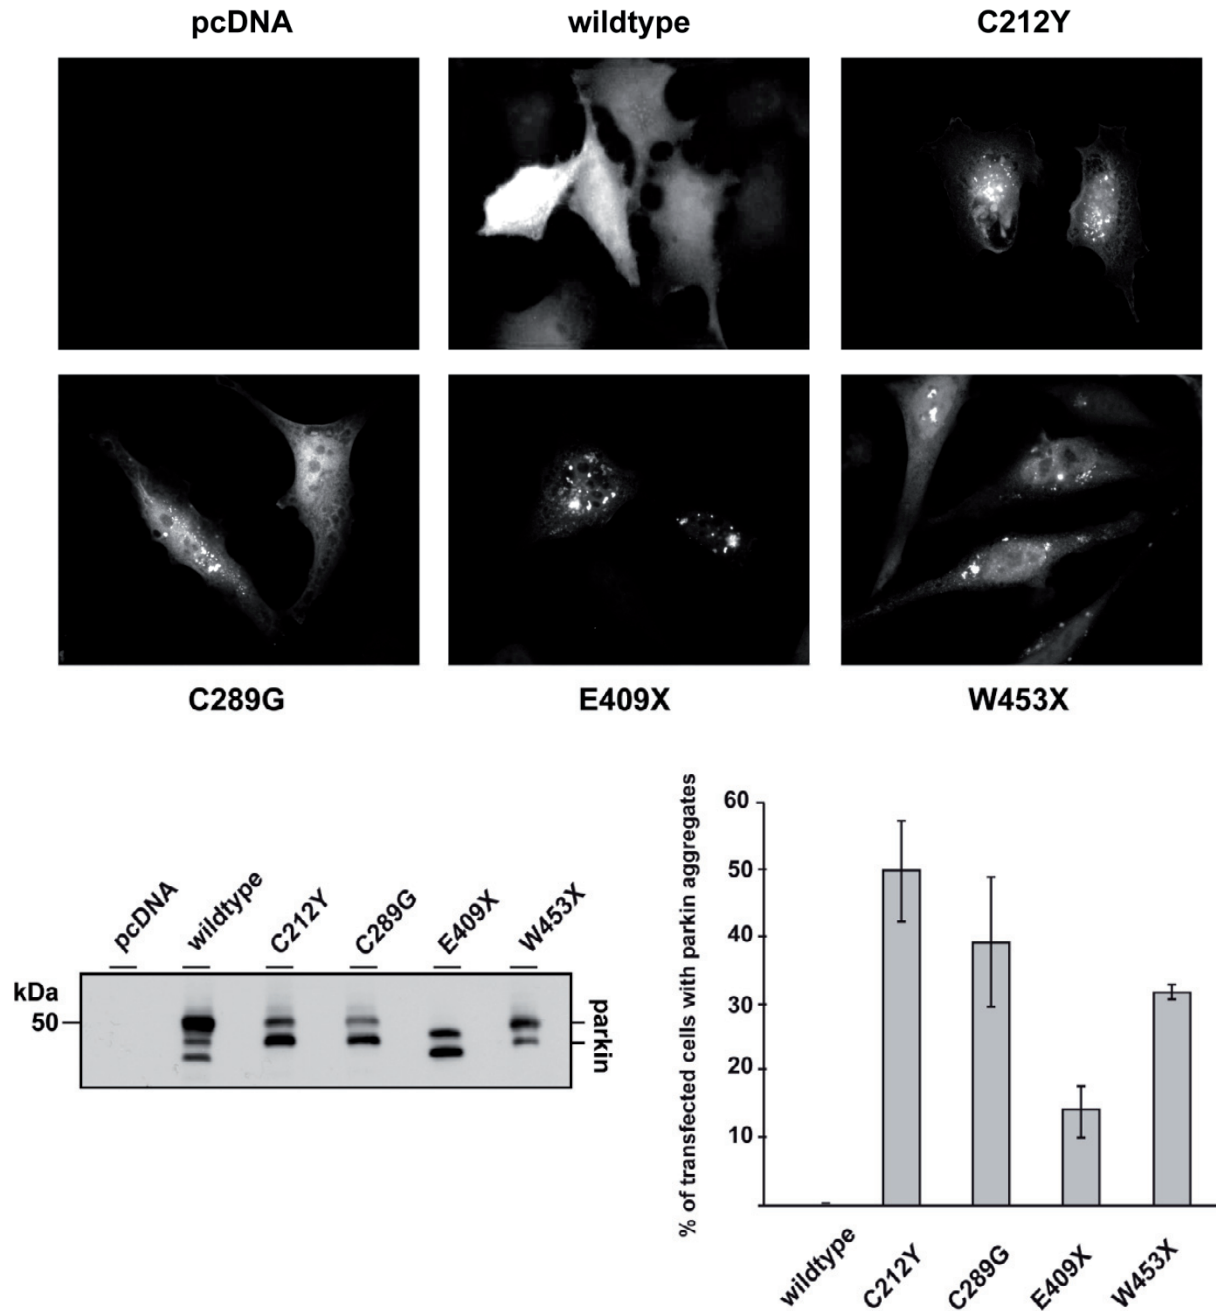 pcDNA
wildtype
C212Y
C289G
E409X
W453X
pcDNA
wildtype
C212Y
C289G
E409X
W453X
kDa
50
parkin
% of transfected cells with parkin aggregates
60
50
40
30
20
10
wildtype
C212Y
C289G
E409X
W453X